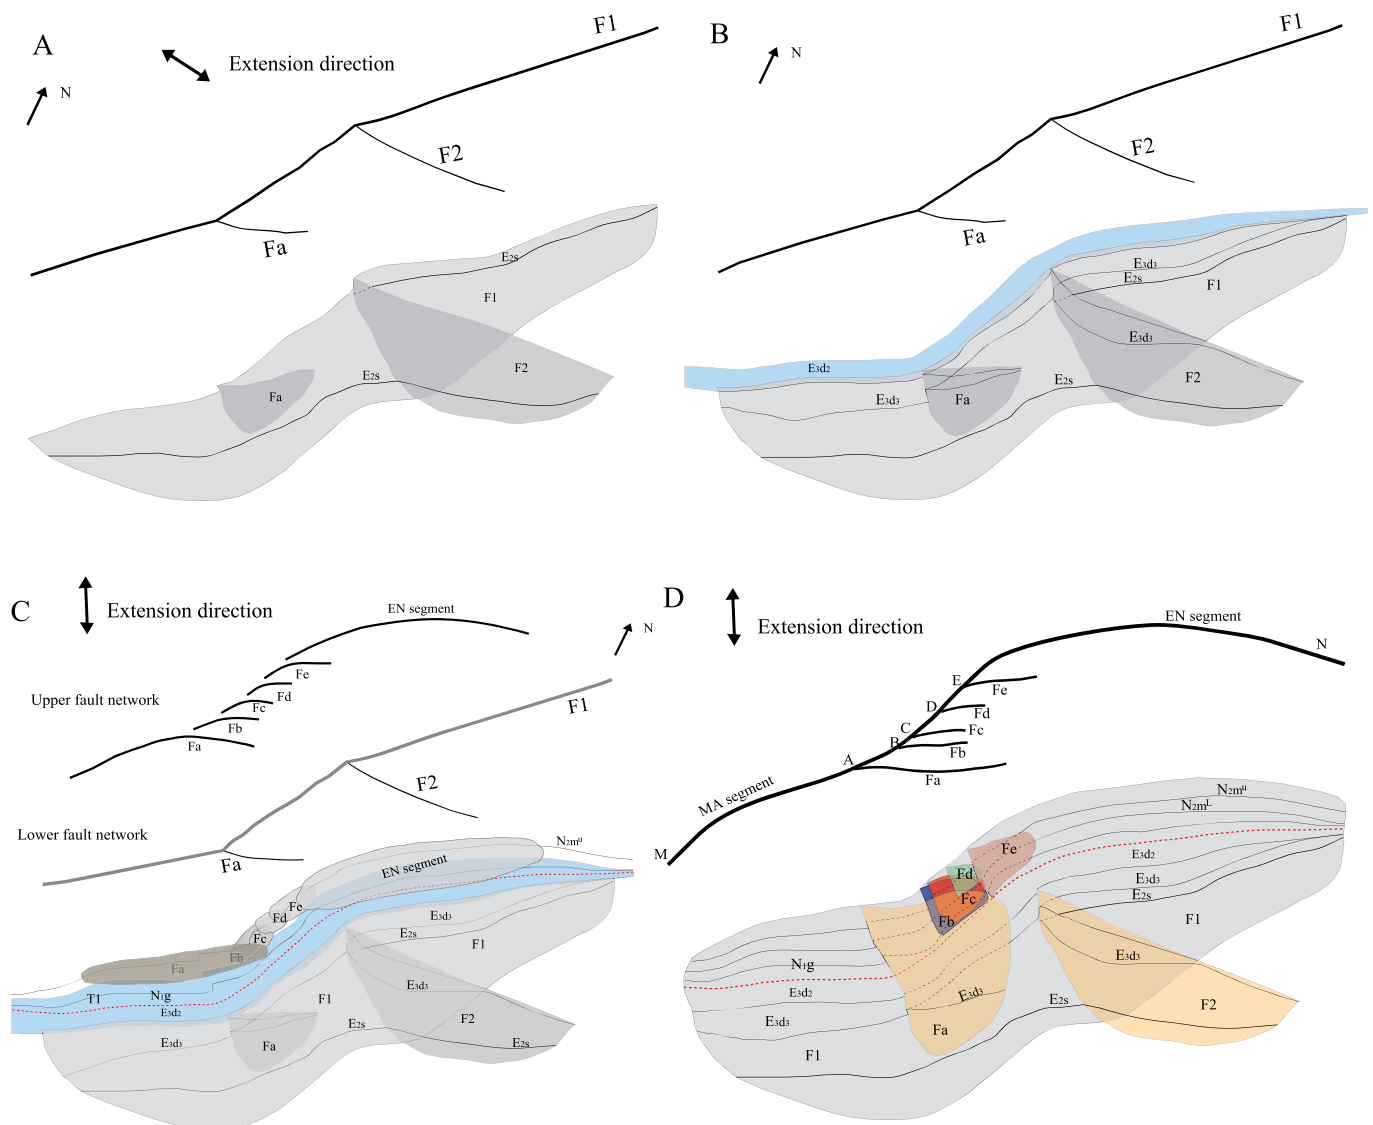 A
Extension direction
N
F1
F2
Fa
E2s
F1
F2
E2s
Fa
B
N
F1
F2
Fa
E3d3
E2s
F1
E3d3
E3d2
E2s
F2
E3d3
Fa
C
Extension direction
EN segment
N
Fe
Fd
Fc
Fb
Fa
Upper fault network
F1
F2
Lower fault network
Fa
N2mu
EN segment
Fe
Fd
Fc
Fb
Fa
E3d3
E2s
F1
T1
N1g
E3d2
E3d3
F1
E3d3
E2s
F2
Fa
E2s
D
Extension direction
EN segment
N
E
Fe
D
Fd
C
Fc
B
Fb
A
Fa
MA segment
M
N2mu
N2mL
Fe
E3d2
Fd
E3d3
E2s
Fc
Fb
F1
N1g
E3d3
E3d2
E3d3
E3d3
E2s
F2
Fa
F1